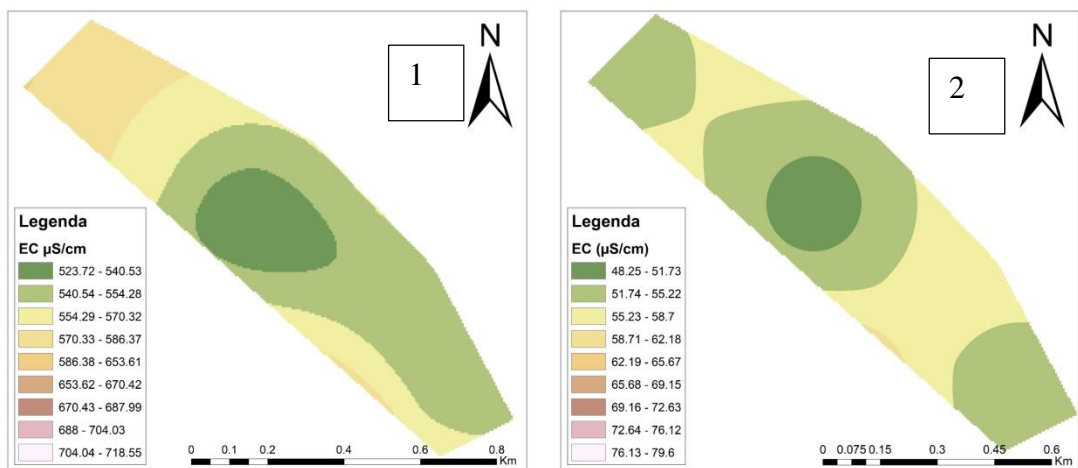 1
N
Legenda
EC µS/cm
523.72 - 540.53
540.54 - 554.28
554.29 - 570.32
570.33 - 586.37
586.38 - 653.61
653.62 - 670.42
670.43 - 687.99
688 - 704.03
704.04 - 718.55
0 0.1 0.2 0.4 0.6 0.8
Km
2
N
Legenda
EC (µS/cm)
48.25 - 51.73
51.74 - 55.22
55.23 - 58.7
58.71 - 62.18
62.19 - 65.67
65.68 - 69.15
69.16 - 72.63
72.64 - 76.12
76.13 - 79.6
0 0.075 0.15 0.3 0.45 0.6
Km